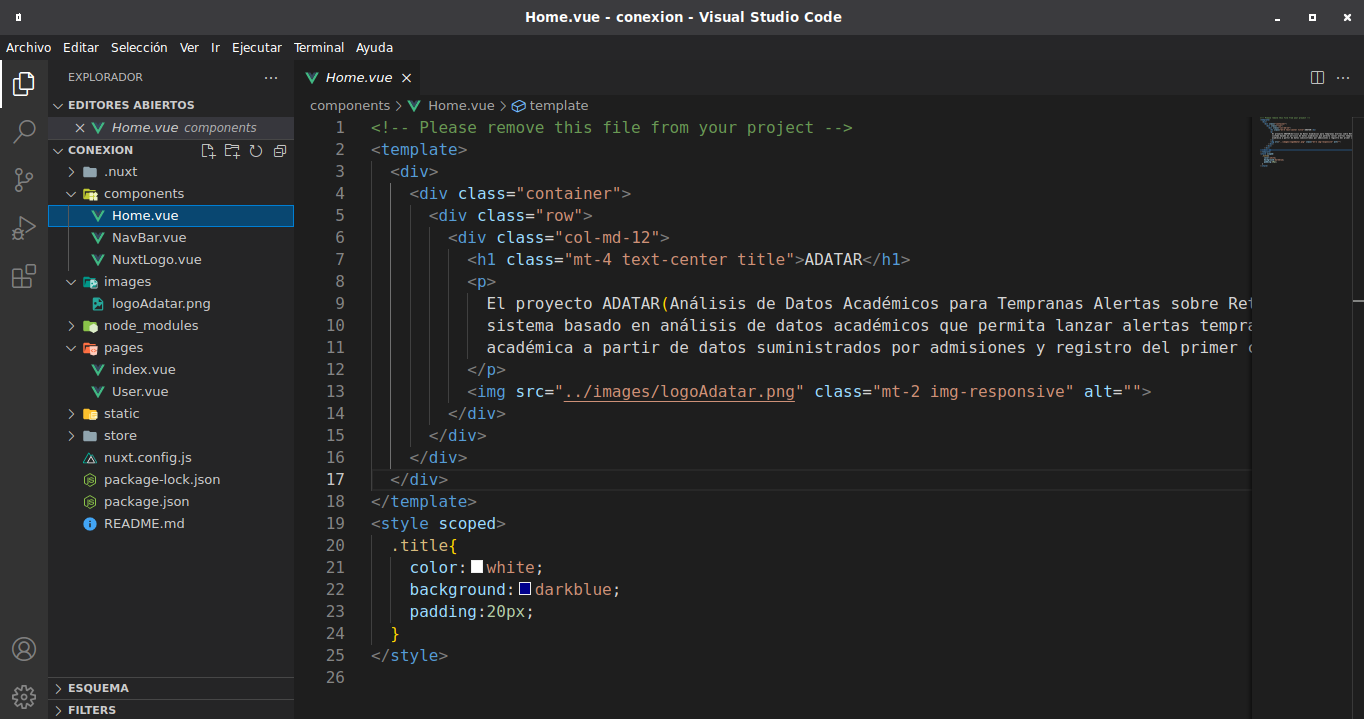 Home.vue - conexion - Visual Studio Code
Archivo Editar Selección Ver Ir Ejecutar Terminal Ayuda
EXPLORADOR
EDITORES ABIERTOS
Home.vue components
CONEXION
.nuxt
components
Home.vue
NavBar.vue
NuxtLogo.vue
images
logoAdatar.png
node_modules
pages
index.vue
User.vue
static
store
nuxt.config.js
package-lock.json
package.json
README.md
ESQUEMA
FILTERS
Home.vue
components > Home.vue > template
1 <!-- Please remove this file from your project -->
2 <template>
3 <div>
4 <div class="container">
5 <div class="row">
6 <div class="col-md-12">
7 <h1 class="mt-4 text-center title">ADATAR</h1>
8 <p>
9 El proyecto ADATAR(Análisis de Datos Académicos para Tempranas Alertas sobre Ret
10 sistema basado en análisis de datos académicos que permita lanzar alertas tempra
11 académica a partir de datos suministrados por admisiones y registro del primer
12 </p>
13 <img src="../images/logoAdatar.png" class="mt-2 img-responsive" alt="">
14 </div>
15 </div>
16 </div>
17 </div>
18 </template>
19 <style scoped>
20 .title{
21 color: white;
22 background: darkblue;
23 padding:20px;
24 }
25 </style>
26